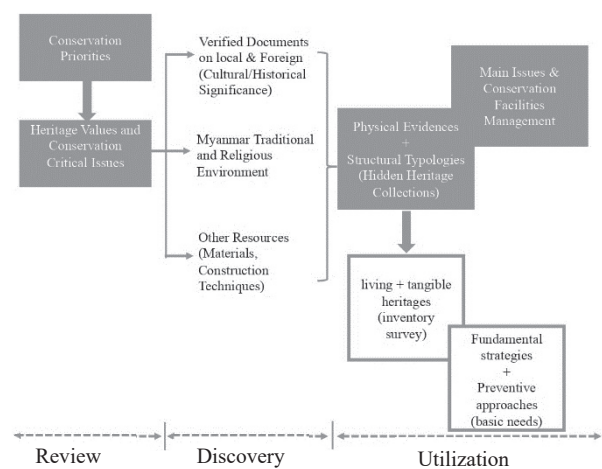 Conservation
Priorities
Heritage Values and
Conservation
Critical Issues
Verified Documents
on local & Foreign
(Cultural/Historical
Significance)
Myanmar Traditional
and Religious
Environment
Other Resources
(Materials,
Construction
Techniques)
Main Issues &
Conservation
Facilities
Management
Physical Evidences
+
Structural Typologies
(Hidden Heritage
Collections)
living + tangible
heritages
(inventory
survey)
Fundamental
strategies
+
Preventive
approaches
(basic needs)
Review
Discovery
Utilization